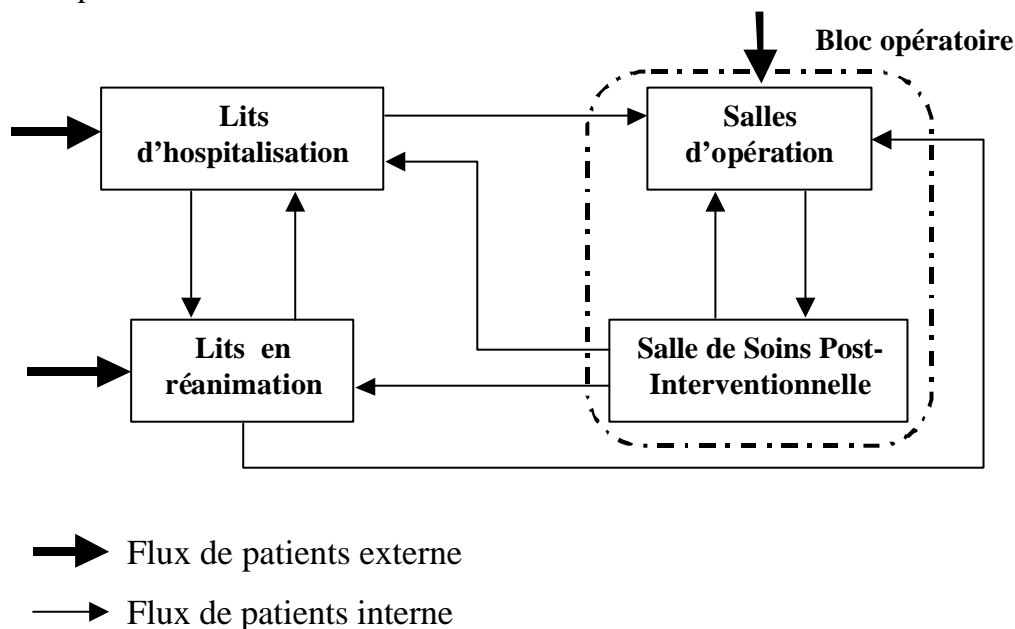 Bloc opératoire
Lits
d'hospitalisation
Salles
d'opération
Lits en
réanimation
Salle de Soins Post-
Interventionnelle
Flux de patients externe
Flux de patients interne